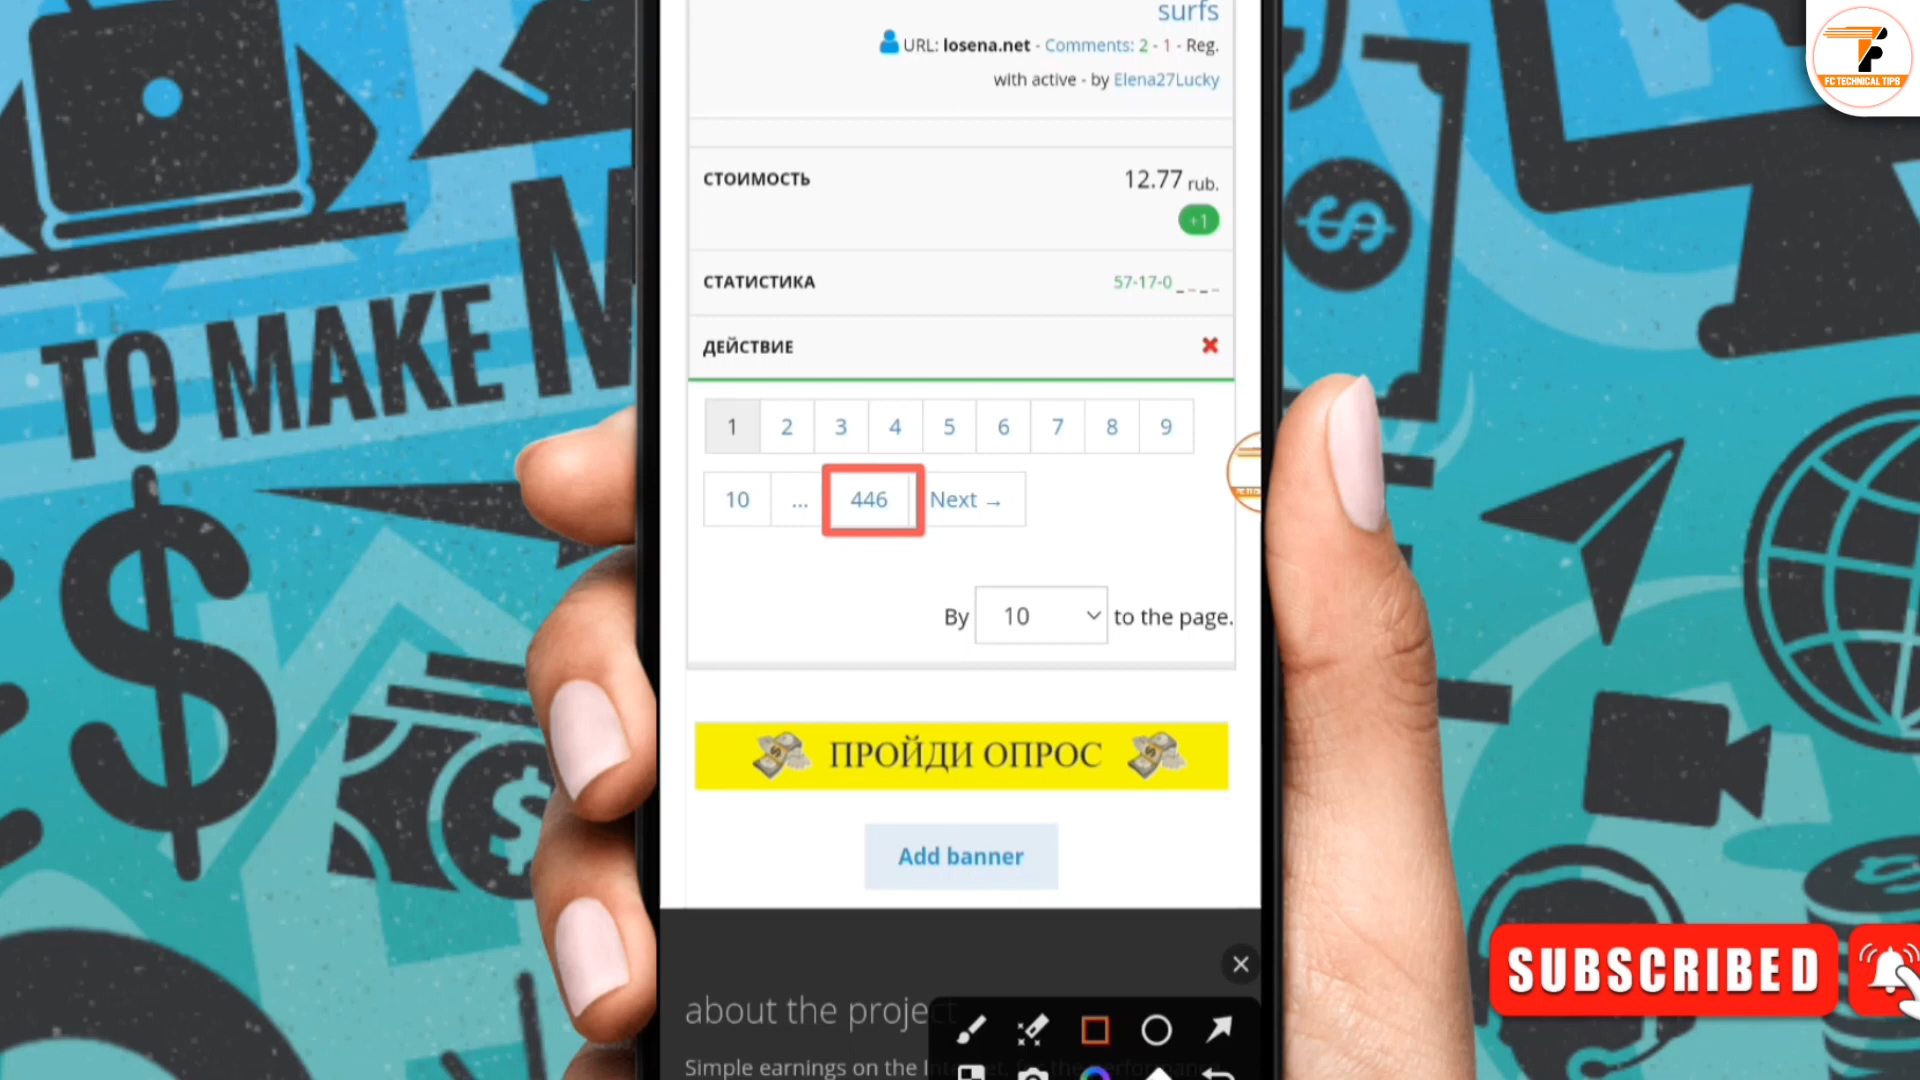 surfs
URL: losena.net - Comments: 2 - 1 - Reg.
with active - by Elena27Lucky
FC TECHNICAL TIPS
СТОИМОСТЬ
12.77 rub.
+1
СТАТИСТИКА
57-17-0 _ _ _ _
ДЕЙСТВИЕ
TO MAKE M
1 2 3 4 5 6 7 8 9
10 ... 446 Next →
By 10 to the page.
ПРОЙДИ ОПРОС
Add banner
SUBSCRIBED
about the project
Simple earnings on the